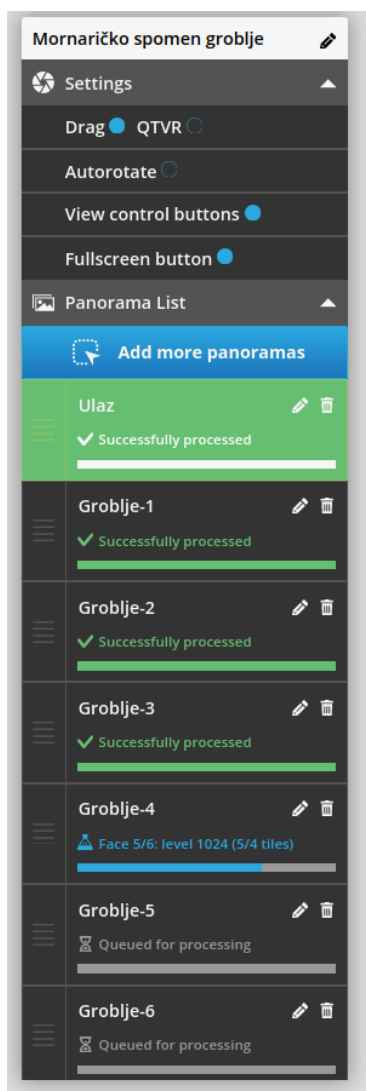 Mornaričko spomen groblje
Settings
Drag QTVR
Autorotate
View control buttons
Fullscreen button
Panorama List
Add more panoramas
Ulaz
Successfully processed
Groblje-1
Successfully processed
Groblje-2
Successfully processed
Groblje-3
Successfully processed
Groblje-4
Face 5/6: level 1024 (5/4 tiles)
Groblje-5
Queued for processing
Groblje-6
Queued for processing